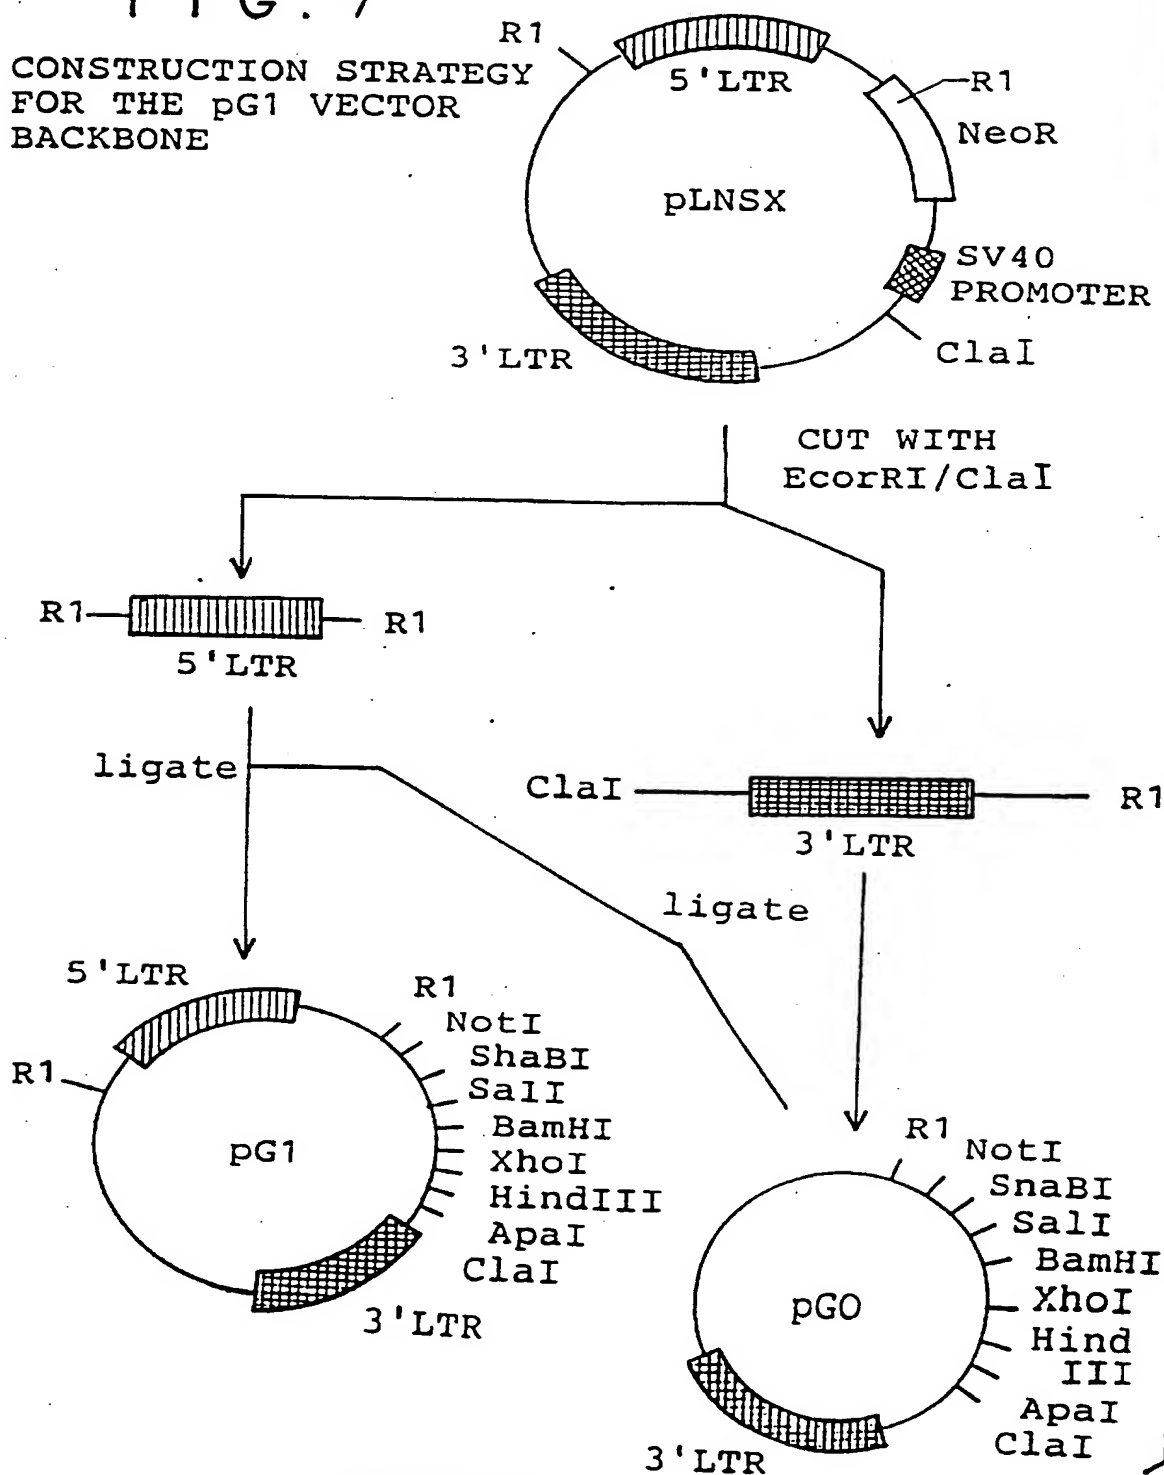 FIG. 7
CONSTRUCTION STRATEGY
FOR THE pG1 VECTOR
BACKBONE
R1
5'LTR
R1
NeoR
pLNSX
SV40
PROMOTER
ClaI
3'LTR
CUT WITH
EcorRI/ClaI
R1
R1
5'LTR
ligate
ClaI
R1
3'LTR
ligate
5'LTR
R1
NotI
ShaBI
SalI
BamHI
XhoI
HindIII
ApaI
ClaI
R1
pG1
3'LTR
R1
NotI
SnaBI
SalI
BamHI
XhoI
Hind
III
ApaI
ClaI
pGO
3'LTR